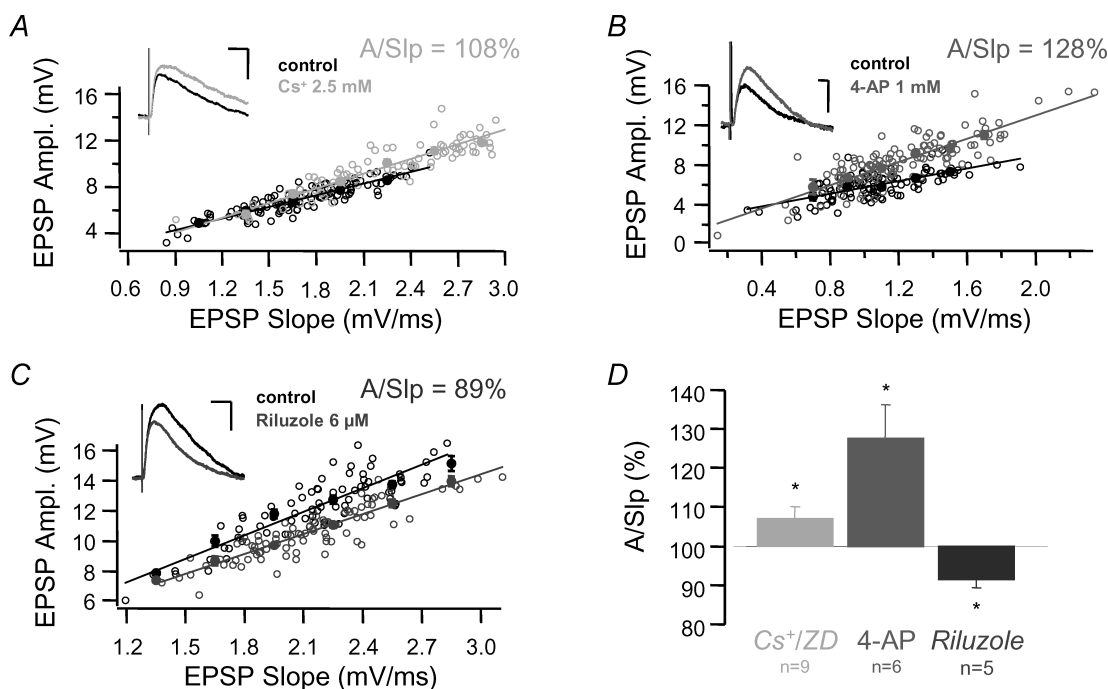 A
A/Slp = 108%
control
Cs⁺ 2.5 mM
EPSP Ampl. (mV)
16
12
8
4
0.6 0.9 1.2 1.5 1.8 2.1 2.4 2.7 3.0
EPSP Slope (mV/ms)
B
A/Slp = 128%
control
4-AP 1 mM
EPSP Ampl. (mV)
16
12
8
4
0
0.4 0.8 1.2 1.6 2.0
EPSP Slope (mV/ms)
C
A/Slp = 89%
control
Riluzole 6 µM
EPSP Ampl. (mV)
16
14
12
10
8
6
1.2 1.5 1.8 2.1 2.4 2.7 3.0
EPSP Slope (mV/ms)
D
A/Slp (%)
140
130
120
110
100
90
80
*
*
*
Cs⁺/ZD 4-AP Riluzole
n=9 n=6 n=5